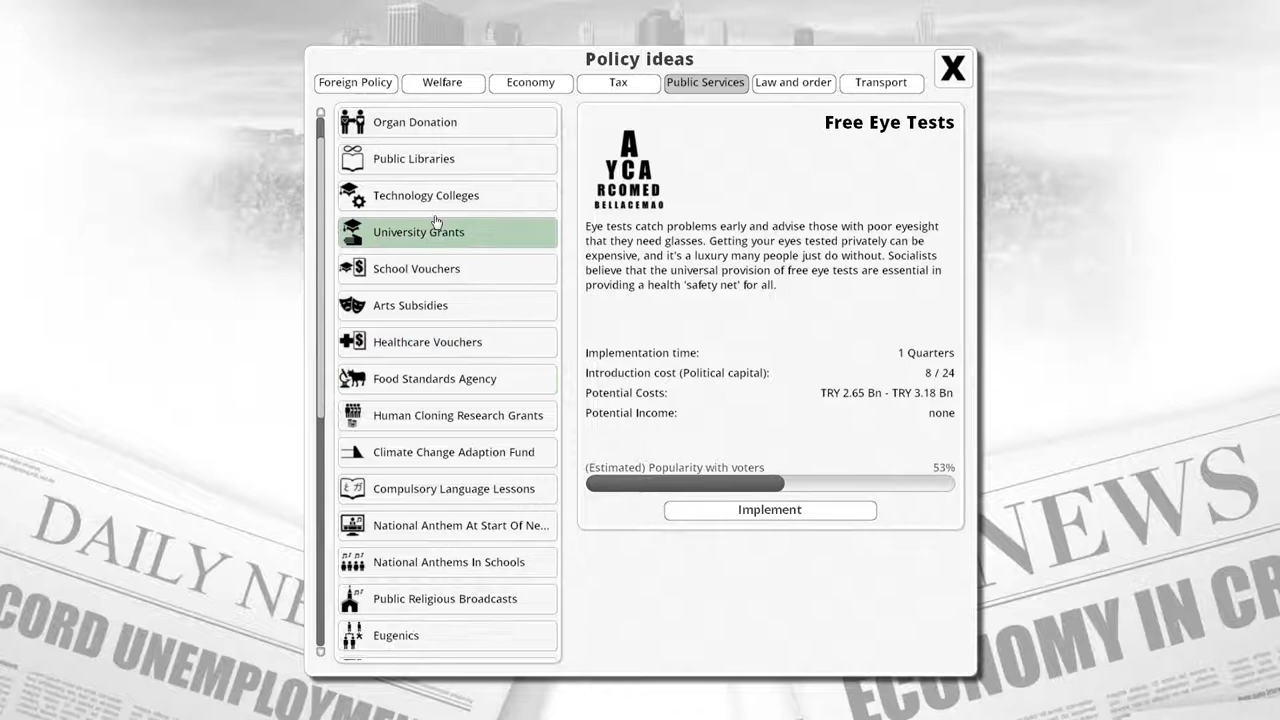 Policy ideas
X
Foreign Policy
Welfare
Economy
Tax
Public Services
Law and order
Transport
Organ Donation
Public Libraries
Technology Colleges
University Grants
School Vouchers
Arts Subsidies
Healthcare Vouchers
Food Standards Agency
Human Cloning Research Grants
Climate Change Adaption Fund
Compulsory Language Lessons
National Anthem At Start Of Ne...
National Anthems In Schools
Public Religious Broadcasts
Eugenics
Free Eye Tests
A
YCA
RCOMED
BELLACEMAO
Eye tests catch problems early and advise those with poor eyesight
that they need glasses. Getting your eyes tested privately can be
expensive, and it's a luxury many people just do without. Socialists
believe that the universal provision of free eye tests are essential in
providing a health 'safety net' for all.
Implementation time: 1 Quarters
Introduction cost (Political capital): 8 / 24
Potential Costs: TRY 2.65 Bn - TRY 3.18 Bn
Potential Income: none
(Estimated) Popularity with voters 53%
Implement
DAILY NE
CORD UNEMPLOYM
NEWS
ECONOMY IN CR